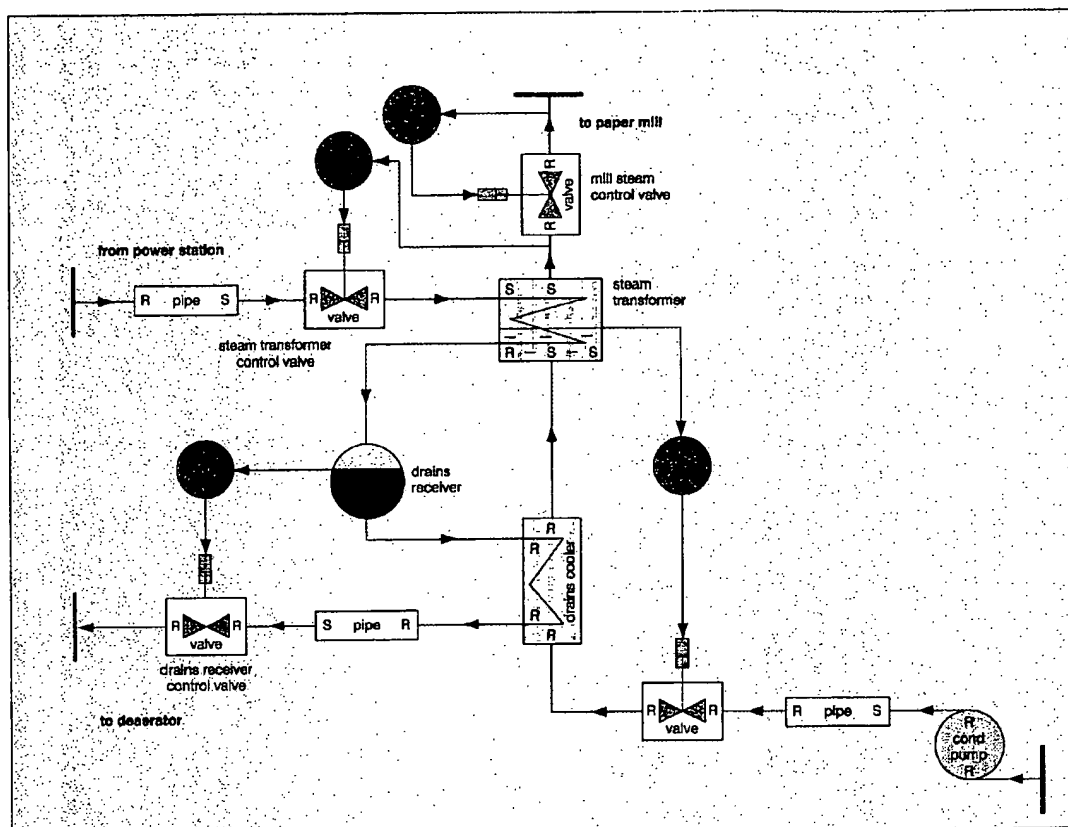 to paper mill
R
valve
R
mill steam
control valve
from power station
R pipe S
R R
valve
steam transformer
control valve
S S
R S S
steam
transformer
drains
receiver
R
R
drains cooler
R
R
R R
valve
S pipe R
drains receiver
control valve
to deaerator
R R
valve
R pipe S
R
cond
pump
R